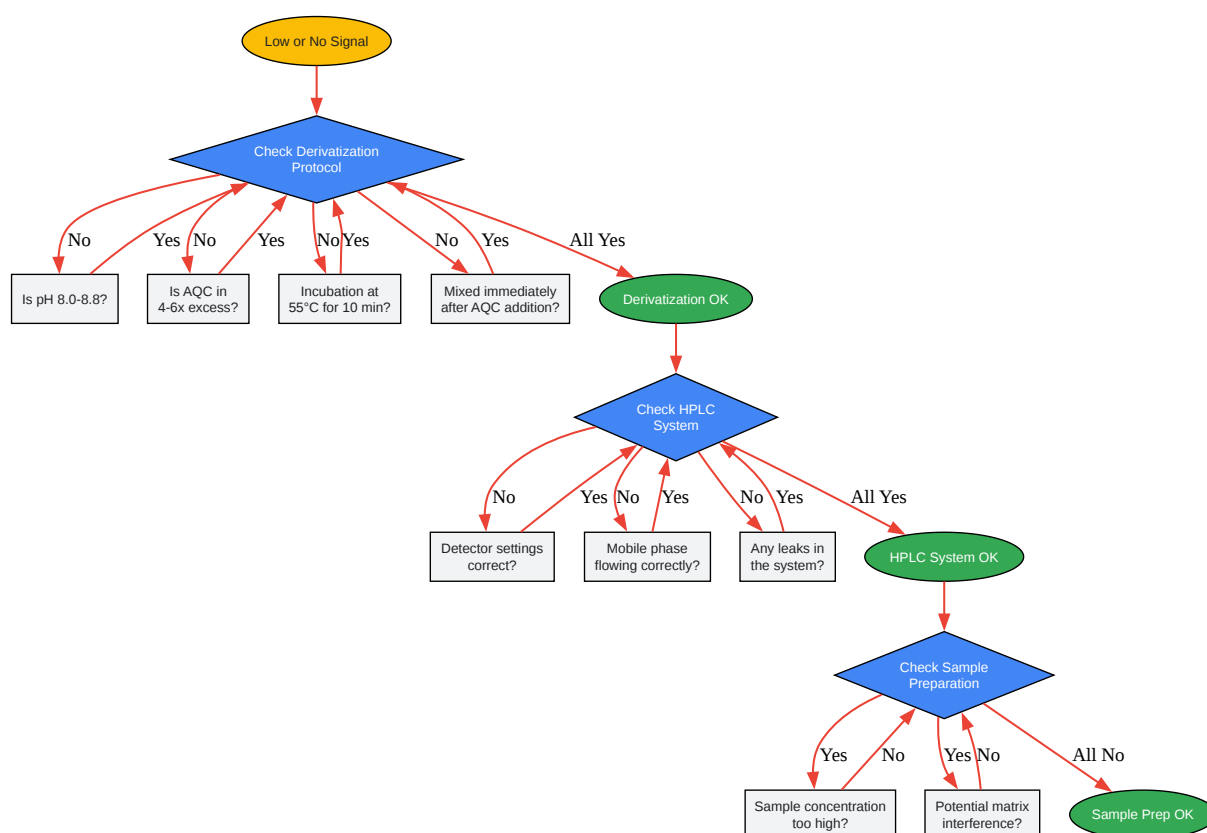 Low or No Signal
Check Derivatization
Protocol
No
Yes
No
Yes
No
Yes
No
Yes
All Yes
Is pH 8.0-8.8?
Is AQC in
4-6x excess?
Incubation at
55°C for 10 min?
Mixed immediately
after AQC addition?
Derivatization OK
Check HPLC
System
No
Yes
No
Yes
No
Yes
All Yes
Detector settings
correct?
Mobile phase
flowing correctly?
Any leaks in
the system?
HPLC System OK
Check Sample
Preparation
Yes
No
Yes
No
All No
Sample concentration
too high?
Potential matrix
interference?
Sample Prep OK